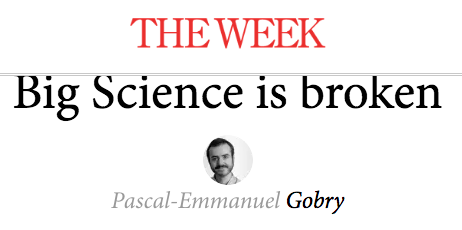 THE WEEK
Big Science is broken
Pascal-Emmanuel Gobry